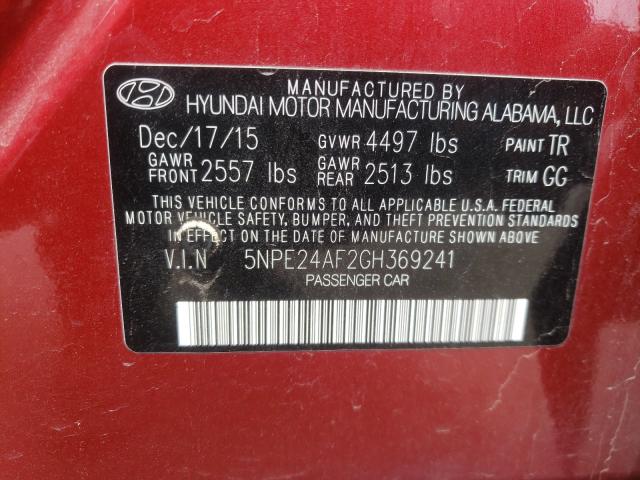 MANUFACTURED BY
HYUNDAI MOTOR MANUFACTURING ALABAMA, LLC
Dec/17/15 GVWR 4497 lbs PAINT TR
GAWR FRONT 2557 lbs GAWR REAR 2513 lbs TRIM GG
THIS VEHICLE CONFORMS TO ALL APPLICABLE U.S.A. FEDERAL
MOTOR VEHICLE SAFETY, BUMPER, AND THEFT PREVENTION STANDARDS
IN EFFECT ON THE DATE OF MANUFACTURE SHOWN ABOVE
V.I.N 5NPE24AF2GH369241
PASSENGER CAR